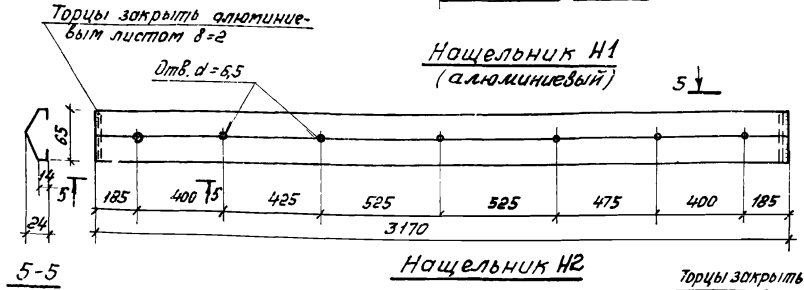 Торцы закрыть алюминие-
вым листом δ=2
Нащельник Н1
(алюминиевый)
Отв. d=6,5
5
65
14
5
5
185
400
425
525
525
475
400
185
24
3170
5-5
Нащельник Н2
Торцы закрыть